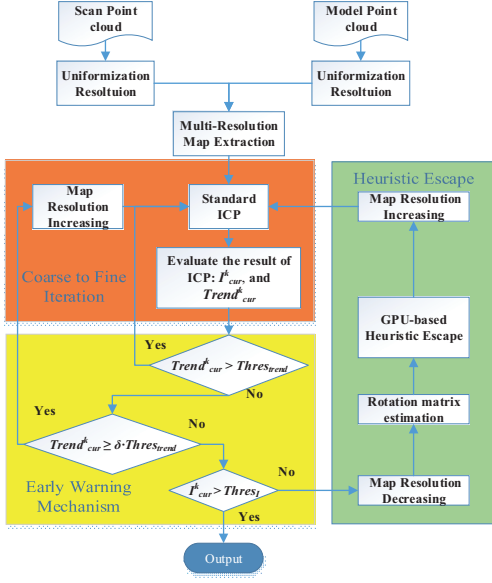 Scan Point
cloud
Model Point
cloud
Uniformization
Resoltuion
Uniformization
Resoltuion
Multi-Resolution
Map Extraction
Heuristic Escape
Map
Resolution
Increasing
Standard
ICP
Map Resolution
Increasing
Evaluate the result of
ICP: I^k_cur, and
Trend^k_cur
Coarse to Fine
Iteration
GPU-based
Heuristic Escape
Yes
Trend^k_cur > Thres_trend
No
Rotation matrix
estimation
Yes
Trend^k_cur ≥ δ·Thres_trend
No
No
Early Warning
Mechanism
I^k_cur > Thres_I
Map Resolution
Decreasing
Yes
Output